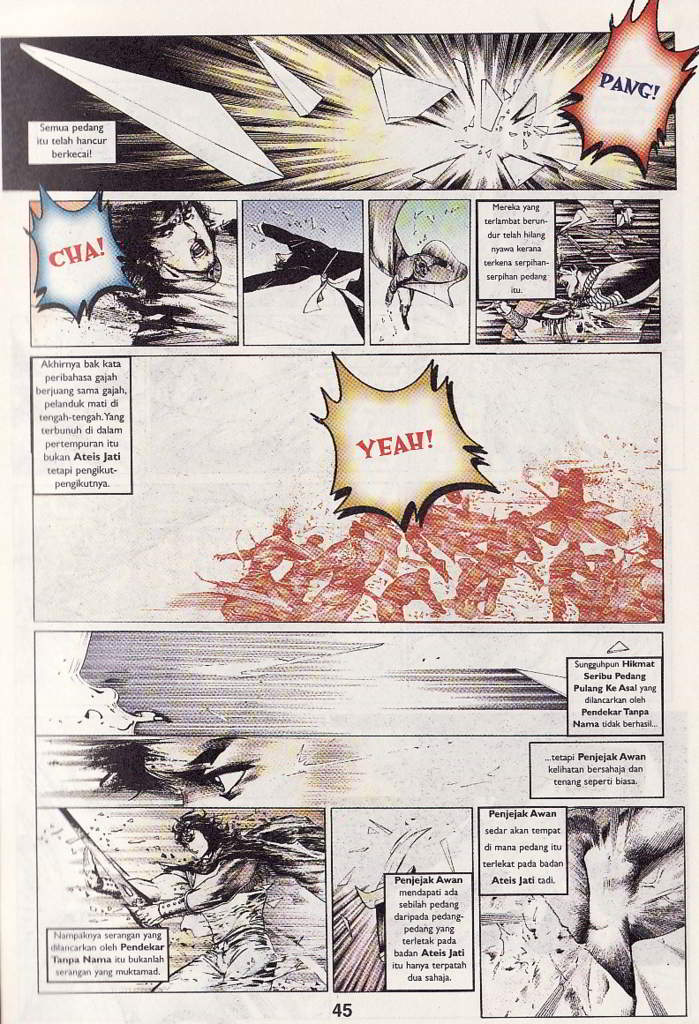 Semua pedang
itu telah hancur
berkecai!
PANG!
CHA!
Mereka yang
terlambat berun-
dur telah hilang
nyawa kerana
terkena serpihan-
serpihan pedang
itu.
Akhirnya bak kata
peribahasa gajah
berjuang sama gajah,
pelanduk mati di
tengah-tengah.Yang
terbunuh di dalam
pertempuran itu
bukan Ateis Jati
tetapi pengikut-
pengikutnya.
YEAH!
Sungguhpun Hikmat
Seribu Pedang
Pulang Ke Asal yang
dilancarkan oleh
Pendekar Tanpa
Nama tidak berhasil...
...tetapi Penjejak Awan
kelihatan bersahaja dan
tenang seperti biasa.
Nampaknya serangan yang
dilancarkan oleh Pendekar
Tanpa Nama itu bukanlah
serangan yang muktamad.
Penjejak Awan
mendapati ada
sebilah pedang
daripada pedang-
pedang yang
terletak pada
badan Ateis Jati
itu hanya terpatah
dua sahaja.
Penjejak Awan
sedar akan tempat
di mana pedang itu
terlekat pada badan
Ateis Jati tadi.
45